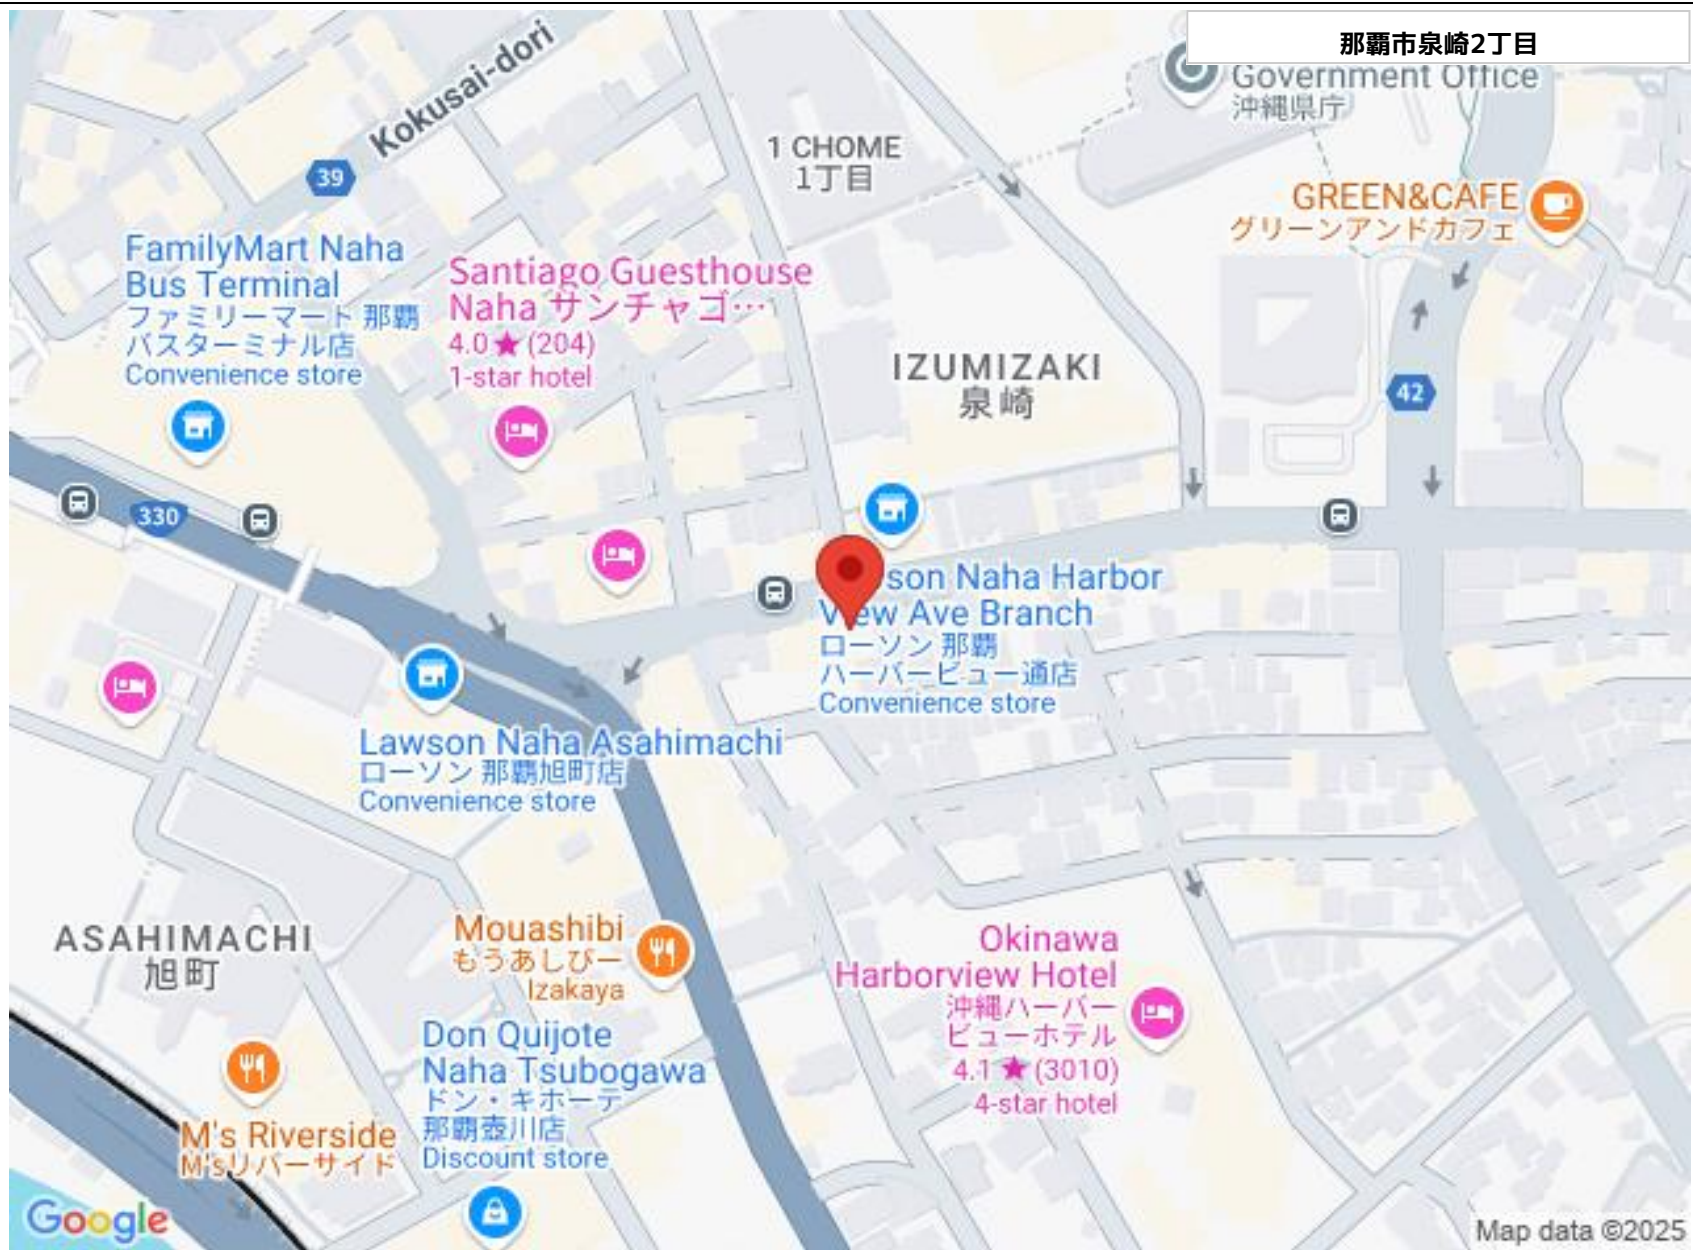 那覇市泉崎2丁目
Government Office
沖縄県庁
Kokusai-dori
39
1 CHOME
1丁目
GREEN&CAFE
グリーンアンドカフェ
FamilyMart Naha
Bus Terminal
ファミリーマート 那覇
バスターミナル店
Convenience store
Santiago Guesthouse
Naha サンチャゴ…
4.0★(204)
1-star hotel
IZUMIZAKI
泉崎
42
330
son Naha Harbor
View Ave Branch
ローソン 那覇
ハーバービュー通店
Convenience store
Lawson Naha Asahimachi
ローソン 那覇旭町店
Convenience store
ASAHIMACHI
旭町
Mouashibi
もうあしびー
Izakaya
Okinawa
Harborview Hotel
沖縄ハーバー
ビューホテル
4.1★(3010)
4-star hotel
Don Quijote
Naha Tsubogawa
ドン・キホーテ
那覇壺川店
Discount store
M's Riverside
M'sリバーサイド
Google
Map data ©2025